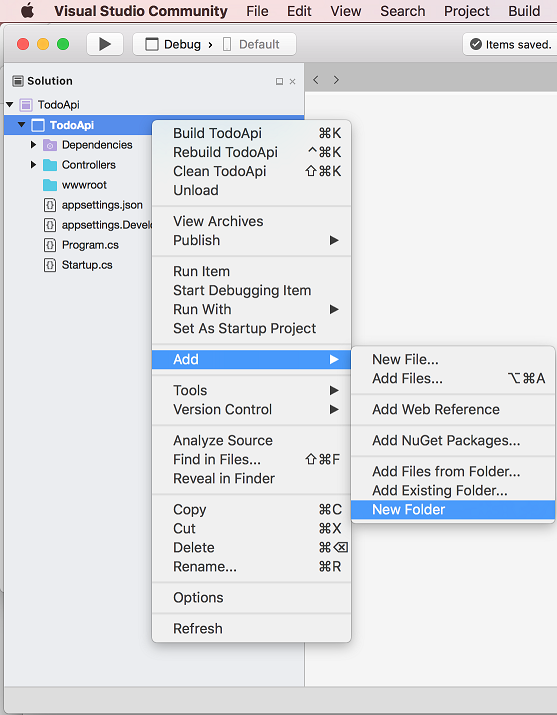 Visual Studio Community File Edit View Search Project Build
Debug › Default
Items saved.
Solution
TodoApi
TodoApi
Dependencies
Controllers
wwwroot
appsettings.json
appsettings.Develo
Program.cs
Startup.cs
Build TodoApi ⌘K
Rebuild TodoApi ^⌘K
Clean TodoApi ⇧⌘K
Unload
View Archives
Publish
Run Item
Start Debugging Item
Run With
Set As Startup Project
Add
Tools
Version Control
Analyze Source
Find in Files... ⇧⌘F
Reveal in Finder
Copy ⌘C
Cut ⌘X
Delete ⌘⌫
Rename... ⌘R
Options
Refresh
New File...
Add Files... ⌥⌘A
Add Web Reference
Add NuGet Packages...
Add Files from Folder...
Add Existing Folder...
New Folder